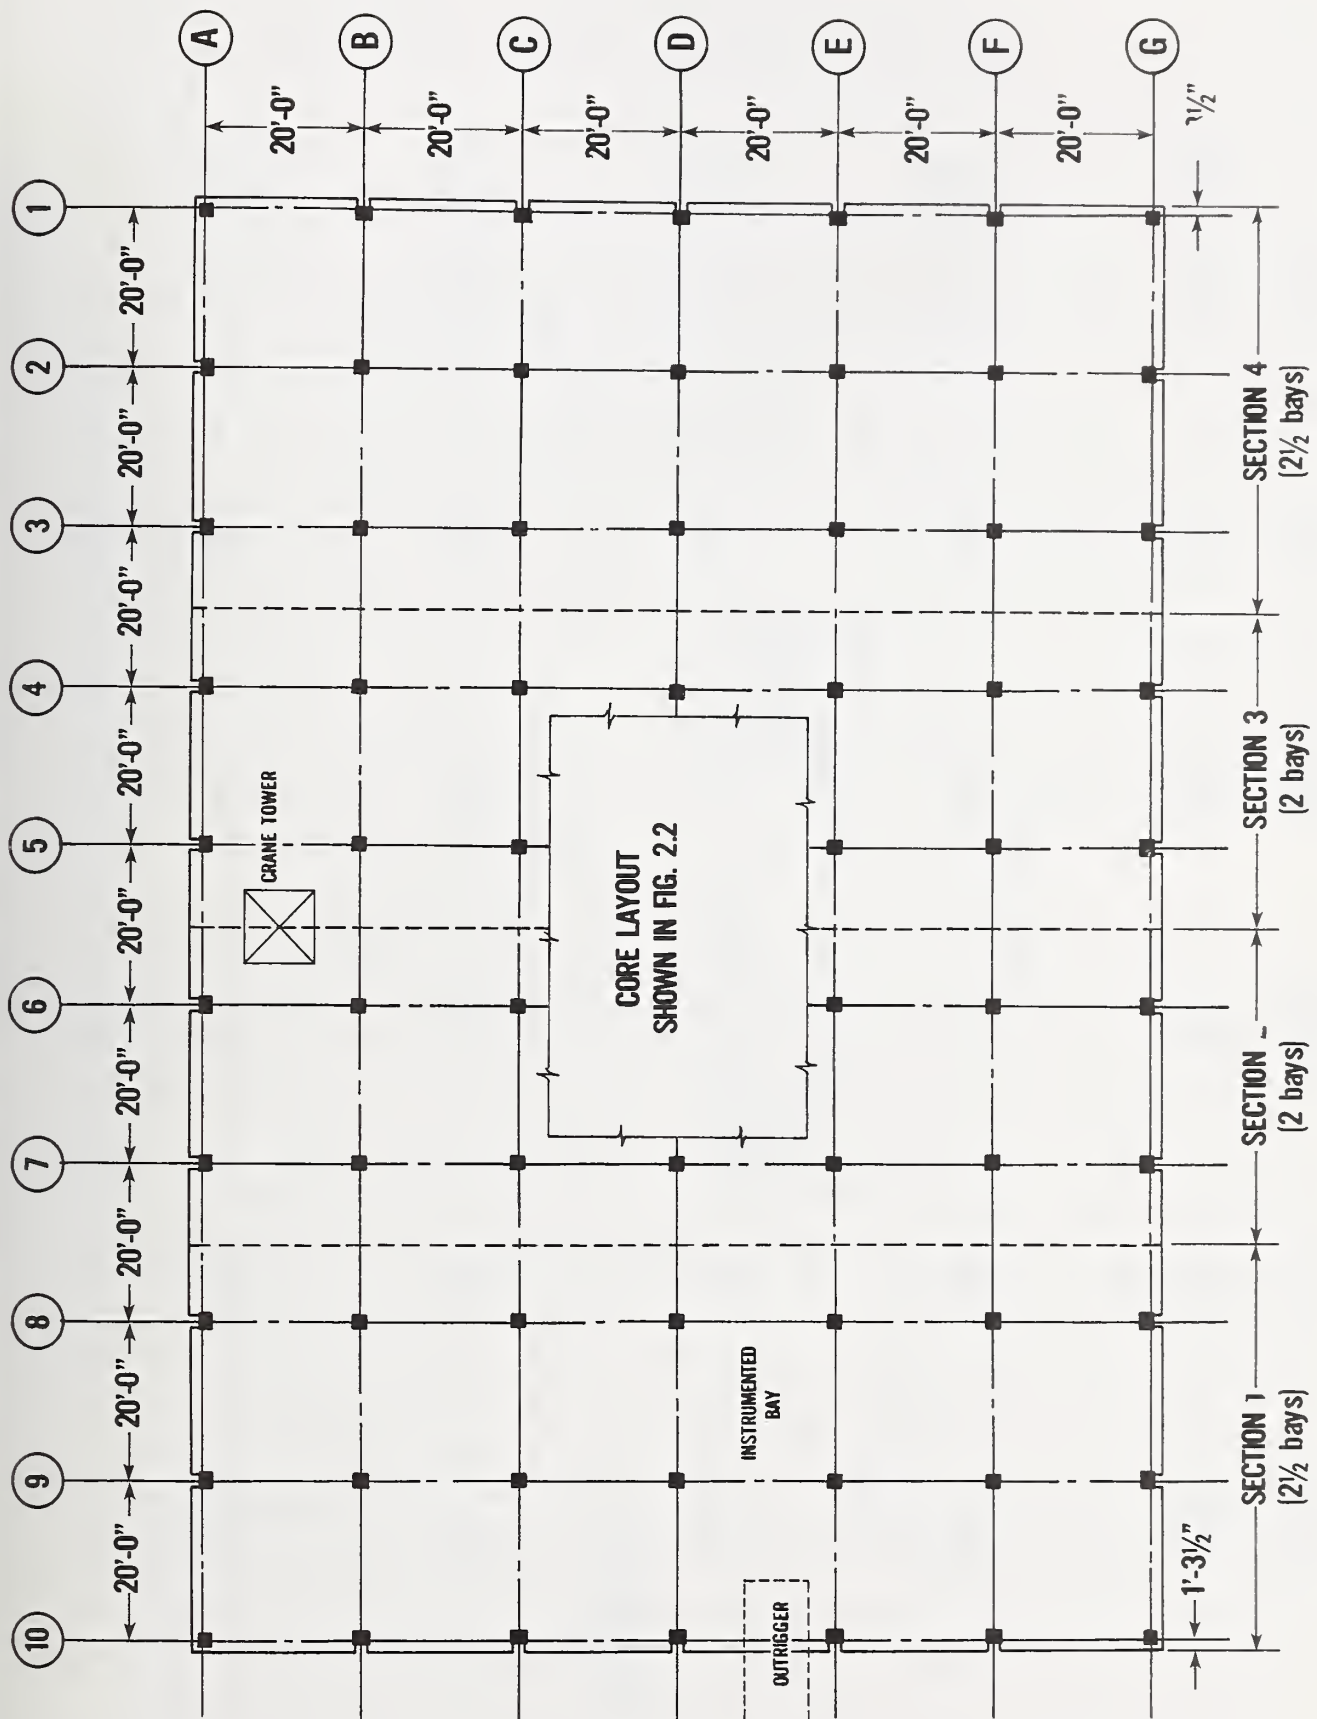 A
B
C
D
E
F
G
20'-0"
20'-0"
20'-0"
20'-0"
20'-0"
20'-0"
1½"
1
2
3
4
5
6
7
8
9
10
20'-0"
20'-0"
20'-0"
20'-0"
20'-0"
20'-0"
20'-0"
20'-0"
20'-0"
CRANE TOWER
CORE LAYOUT
SHOWN IN FIG. 2.2
INSTRUMENTED
BAY
OUTRIGGER
1'-3½"
SECTION 4
(2½ bays)
SECTION 3
(2 bays)
SECTION
(2 bays)
SECTION 1
(2½ bays)